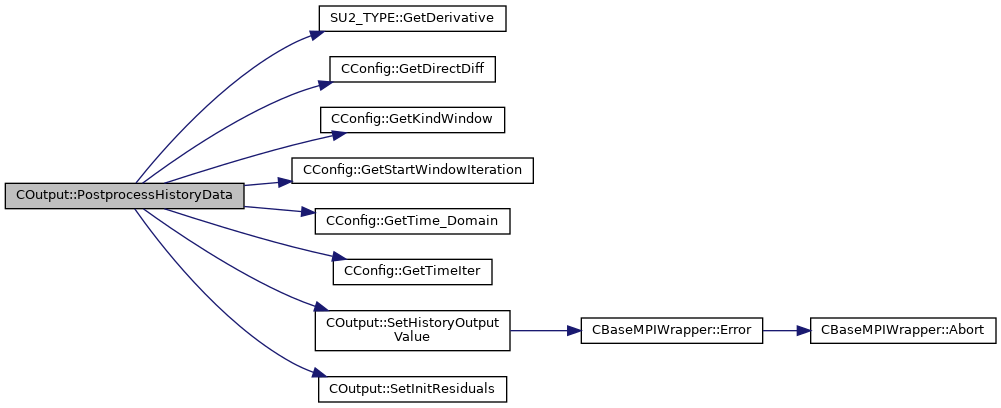 SU2_TYPE::GetDerivative
CConfig::GetDirectDiff
CConfig::GetKindWindow
CConfig::GetStartWindowIteration
COutput::PostprocessHistoryData
CConfig::GetTime_Domain
CConfig::GetTimeIter
COutput::SetHistoryOutput
Value
CBaseMPIWrapper::Error
CBaseMPIWrapper::Abort
COutput::SetInitResiduals